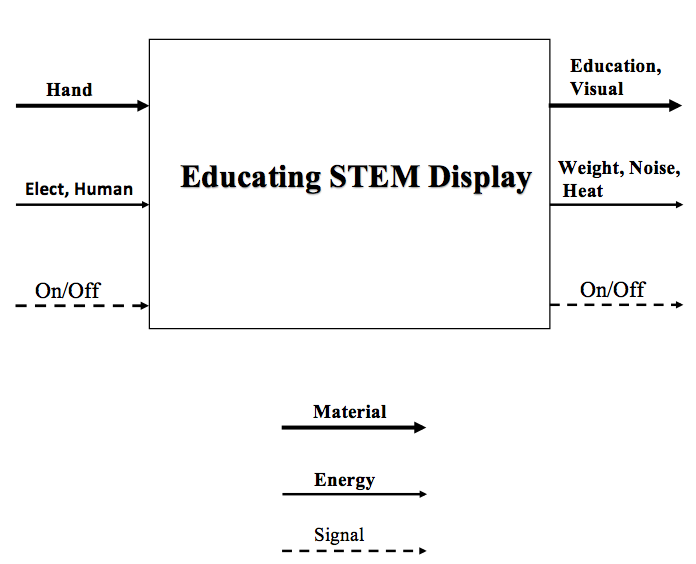 Hand
Education,
Visual
Educating STEM Display
Elect, Human
Weight, Noise,
Heat
On/Off
On/Off
Material
Energy
Signal